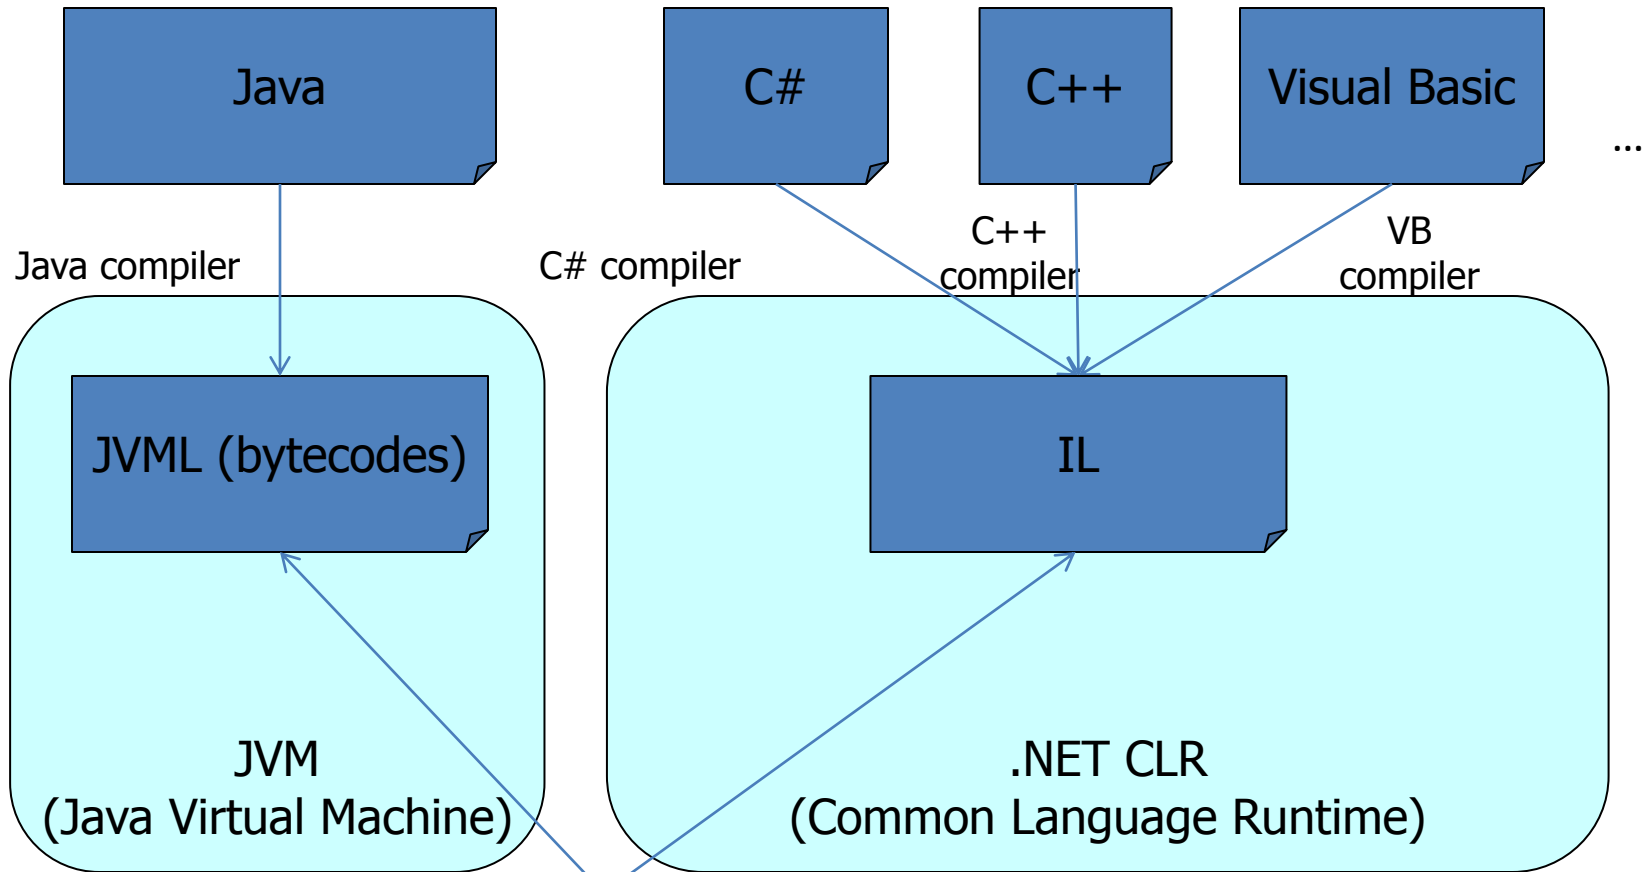 Java
C#
C++
Visual Basic
...
Java compiler
C# compiler
C++
compiler
VB
compiler
JVML (bytecodes)
IL
JVM
(Java Virtual Machine)
.NET CLR
(Common Language Runtime)